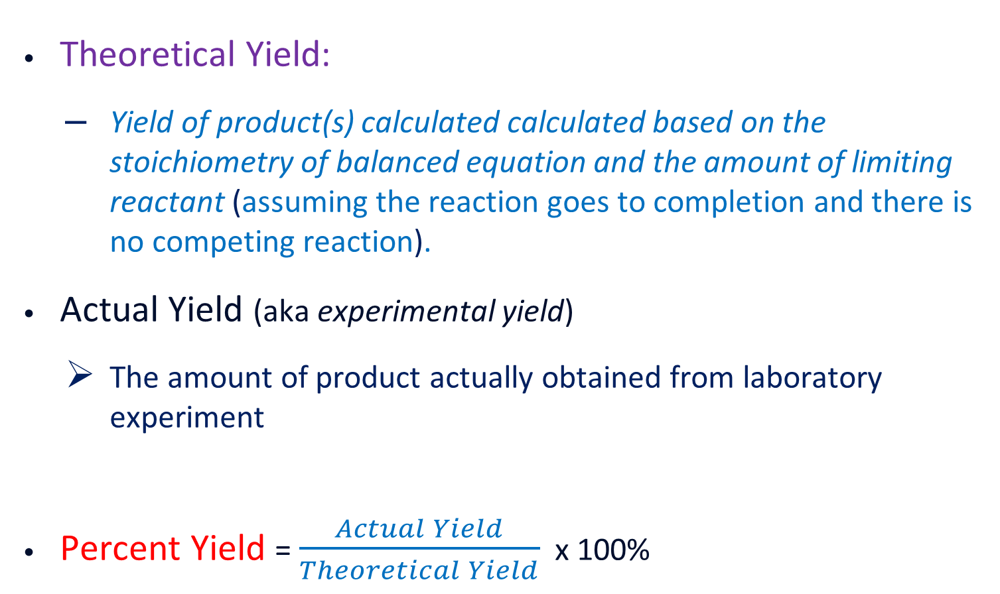 • Theoretical Yield:
– Yield of product(s) calculated calculated based on the
stoichiometry of balanced equation and the amount of limiting
reactant (assuming the reaction goes to completion and there is
no competing reaction).
• Actual Yield (aka experimental yield)
➢ The amount of product actually obtained from laboratory
experiment
Actual Yield
• Percent Yield = x 100%
Theoretical Yield